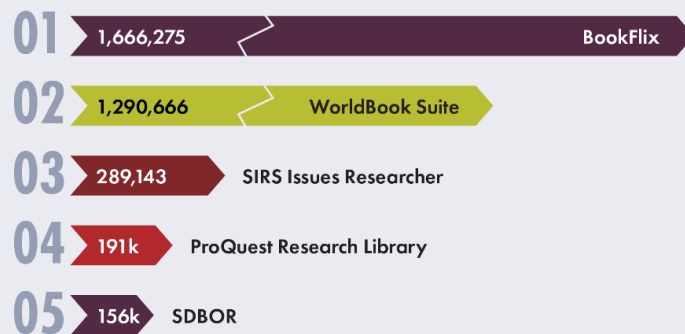 01 1,666,275 BookFlix
02 1,290,666 WorldBook Suite
03 289,143 SIRS Issues Researcher
04 191k ProQuest Research Library
05 156k SDBOR